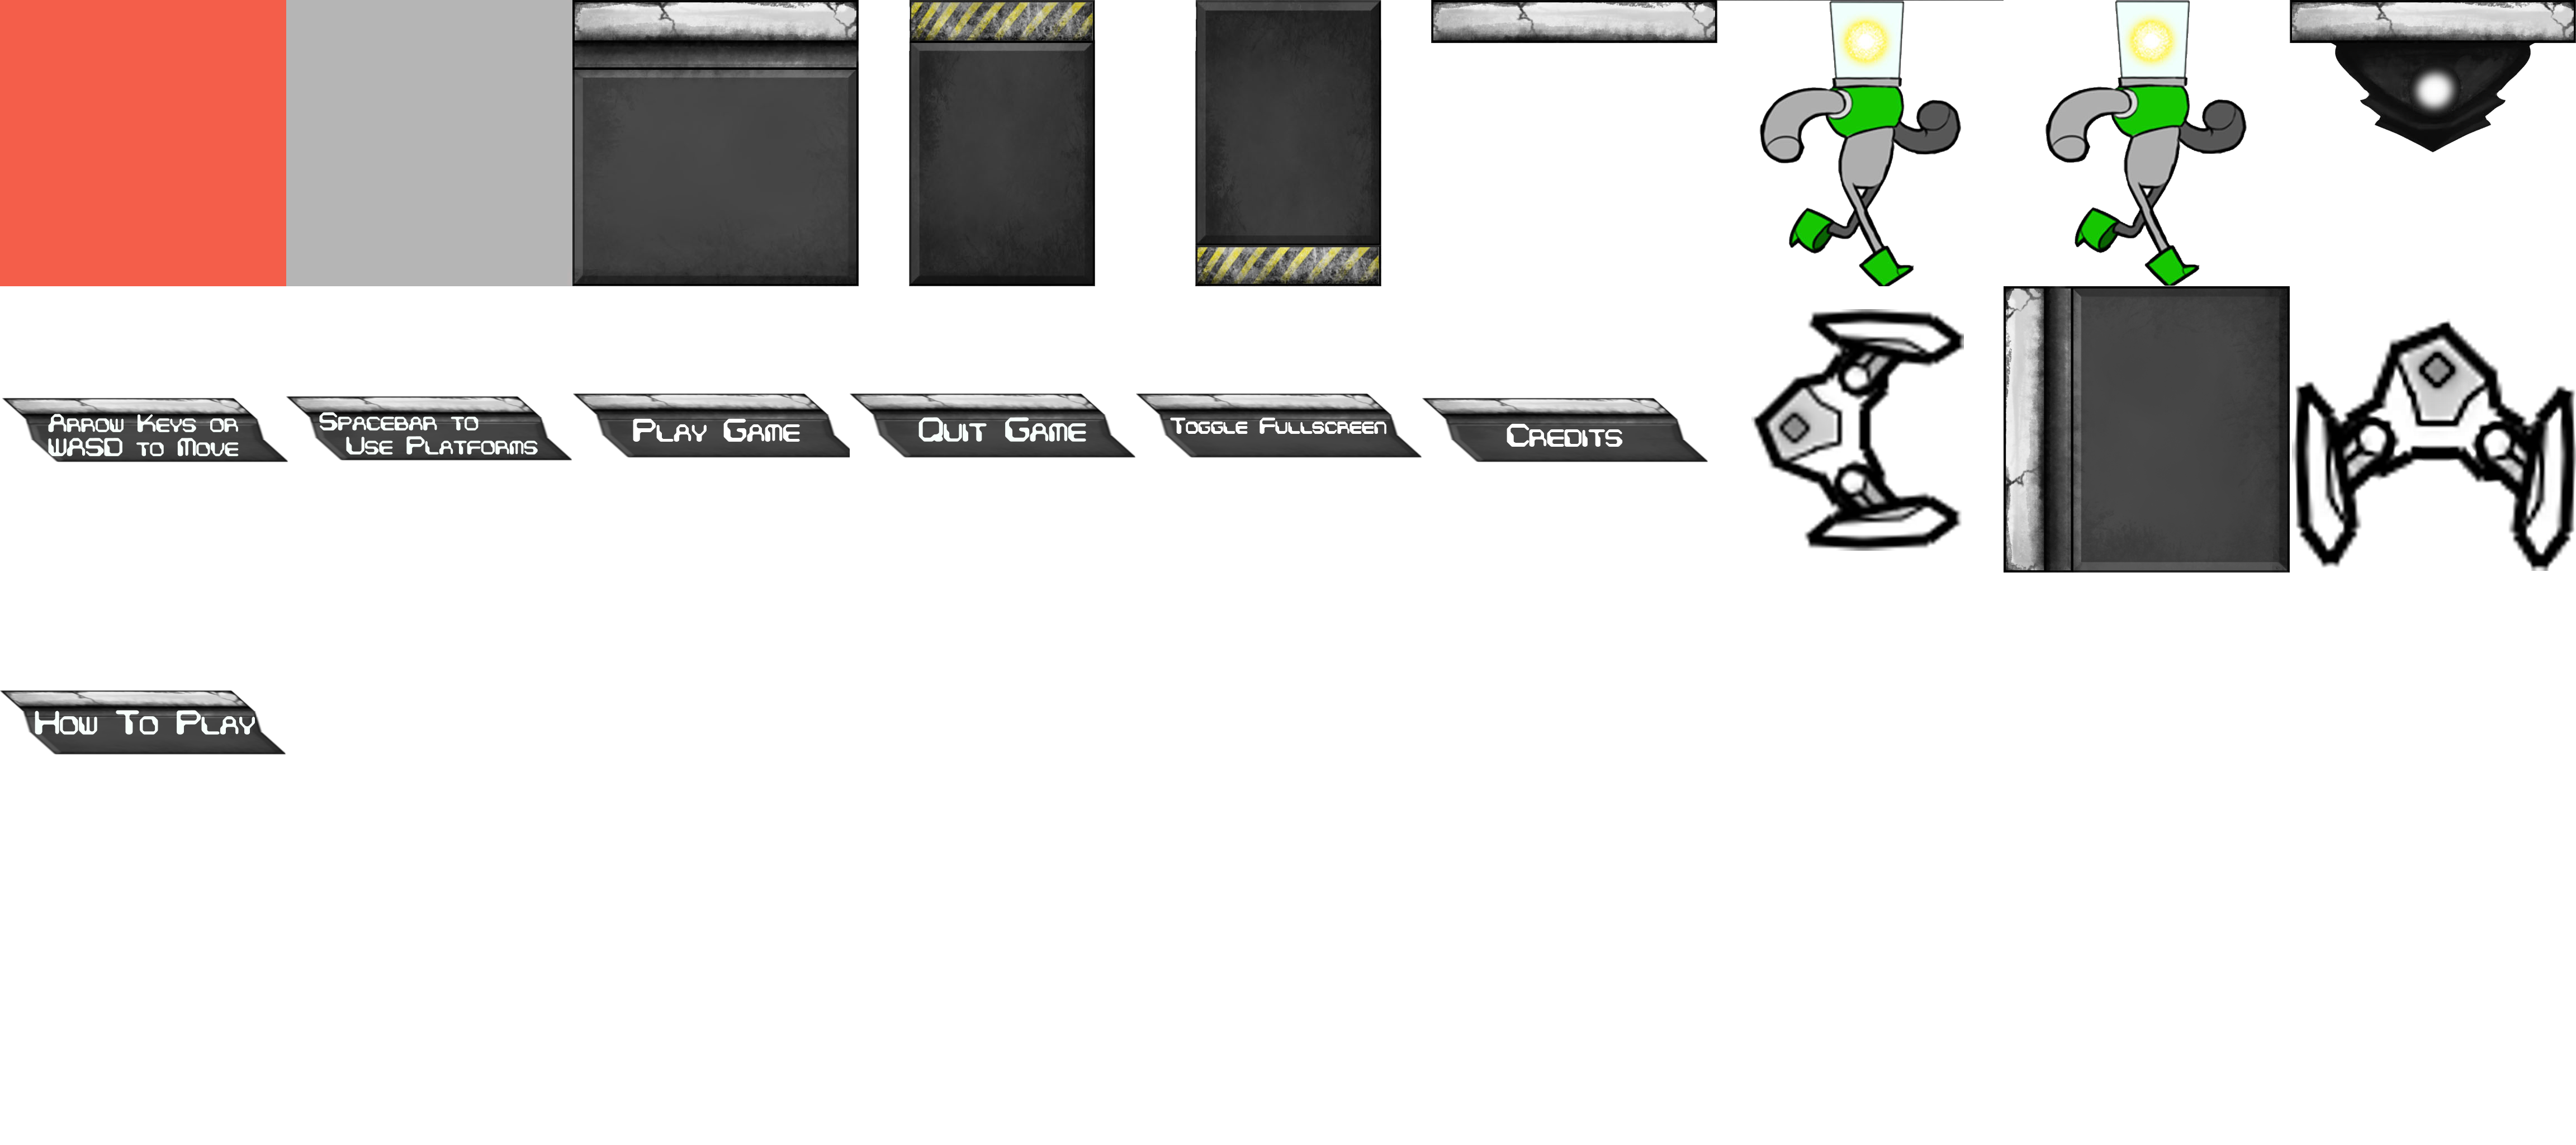 Arrow Keys or
WASD to Move
Spacebar to
Use Platforms
Play Game
Quit Game
Toggle Fullscreen
Credits
How To Play